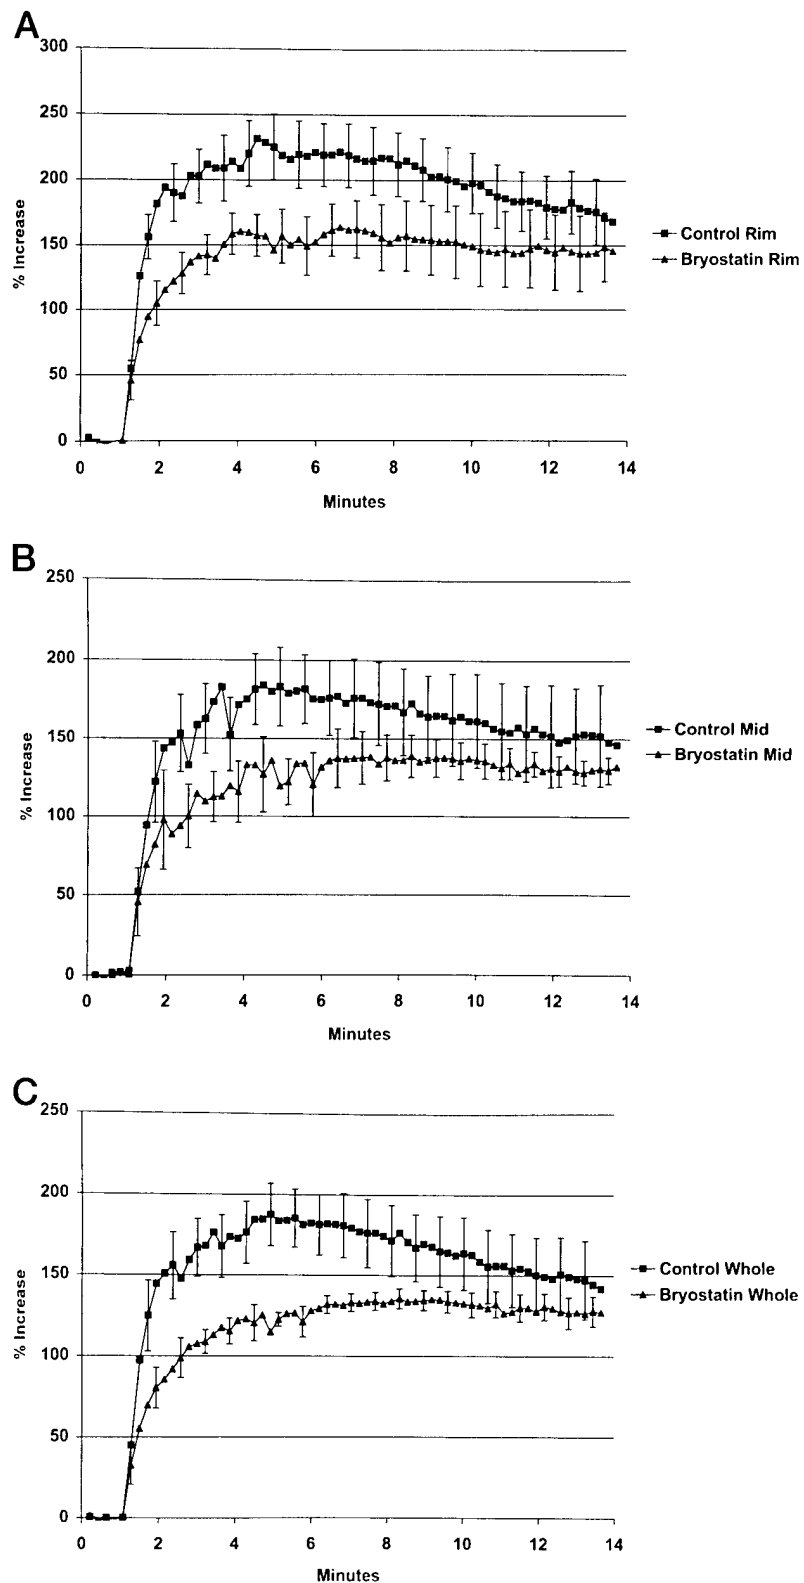 A
300
250
200
150
100
50
0
% Increase
0 2 4 6 8 10 12 14
Minutes
Control Rim
Bryostatin Rim
B
250
200
150
100
50
0
% Increase
0 2 4 6 8 10 12 14
Minutes
Control Mid
Bryostatin Mid
C
250
200
150
100
50
0
% Increase
0 2 4 6 8 10 12 14
Minutes
Control Whole
Bryostatin Whole